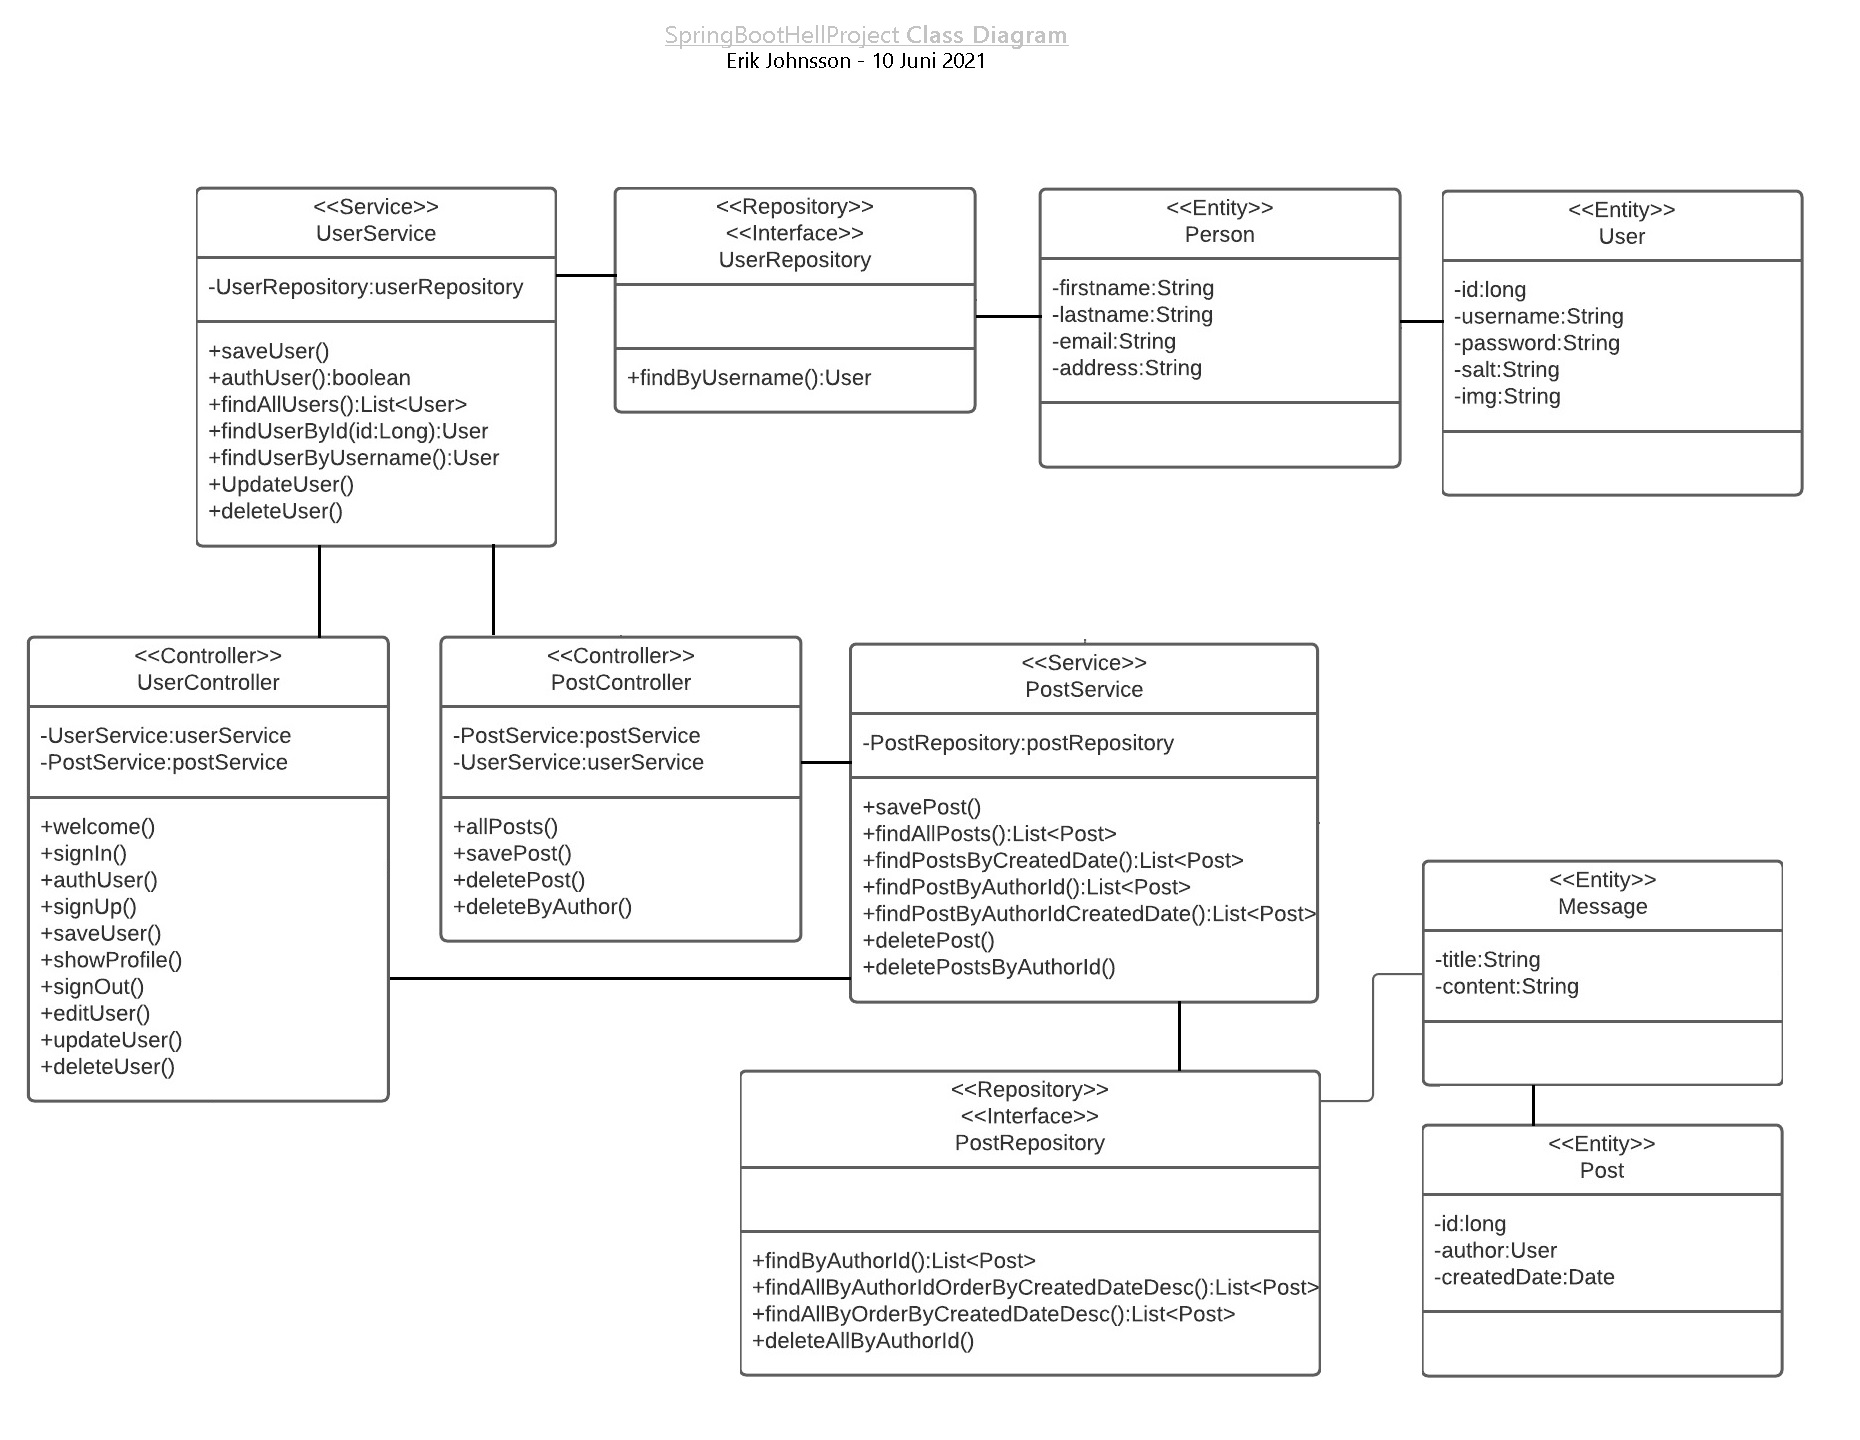 SpringBootHellProject Class Diagram
Erik Johnsson - 10 Juni 2021
<<Service>>
UserService
-UserRepository:userRepository
+saveUser()
+authUser():boolean
+findAllUsers():List<User>
+findUserById(id:Long):User
+findUserByUsername():User
+UpdateUser()
+deleteUser()
<<Repository>>
<<Interface>>
UserRepository
+findByUsername():User
<<Entity>>
Person
-firstname:String
-lastname:String
-email:String
-address:String
<<Entity>>
User
-id:long
-username:String
-password:String
-salt:String
-img:String
<<Controller>>
UserController
-UserService:userService
-PostService:postService
+welcome()
+signIn()
+authUser()
+signUp()
+saveUser()
+showProfile()
+signOut()
+editUser()
+updateUser()
+deleteUser()
<<Controller>>
PostController
-PostService:postService
-UserService:userService
+allPosts()
+savePost()
+deletePost()
+deleteByAuthor()
<<Service>>
PostService
-PostRepository:postRepository
+savePost()
+findAllPosts():List<Post>
+findPostsByCreatedDate():List<Post>
+findPostByAuthorId():List<Post>
+findPostByAuthorIdCreatedDate():List<Post>
+deletePost()
+deletePostsByAuthorId()
<<Entity>>
Message
-title:String
-content:String
<<Repository>>
<<Interface>>
PostRepository
+findByAuthorId():List<Post>
+findAllByAuthorIdOrderByCreatedDateDesc():List<Post>
+findAllByOrderByCreatedDateDesc():List<Post>
+deleteAllByAuthorId()
<<Entity>>
Post
-id:long
-author:User
-createdDate:Date